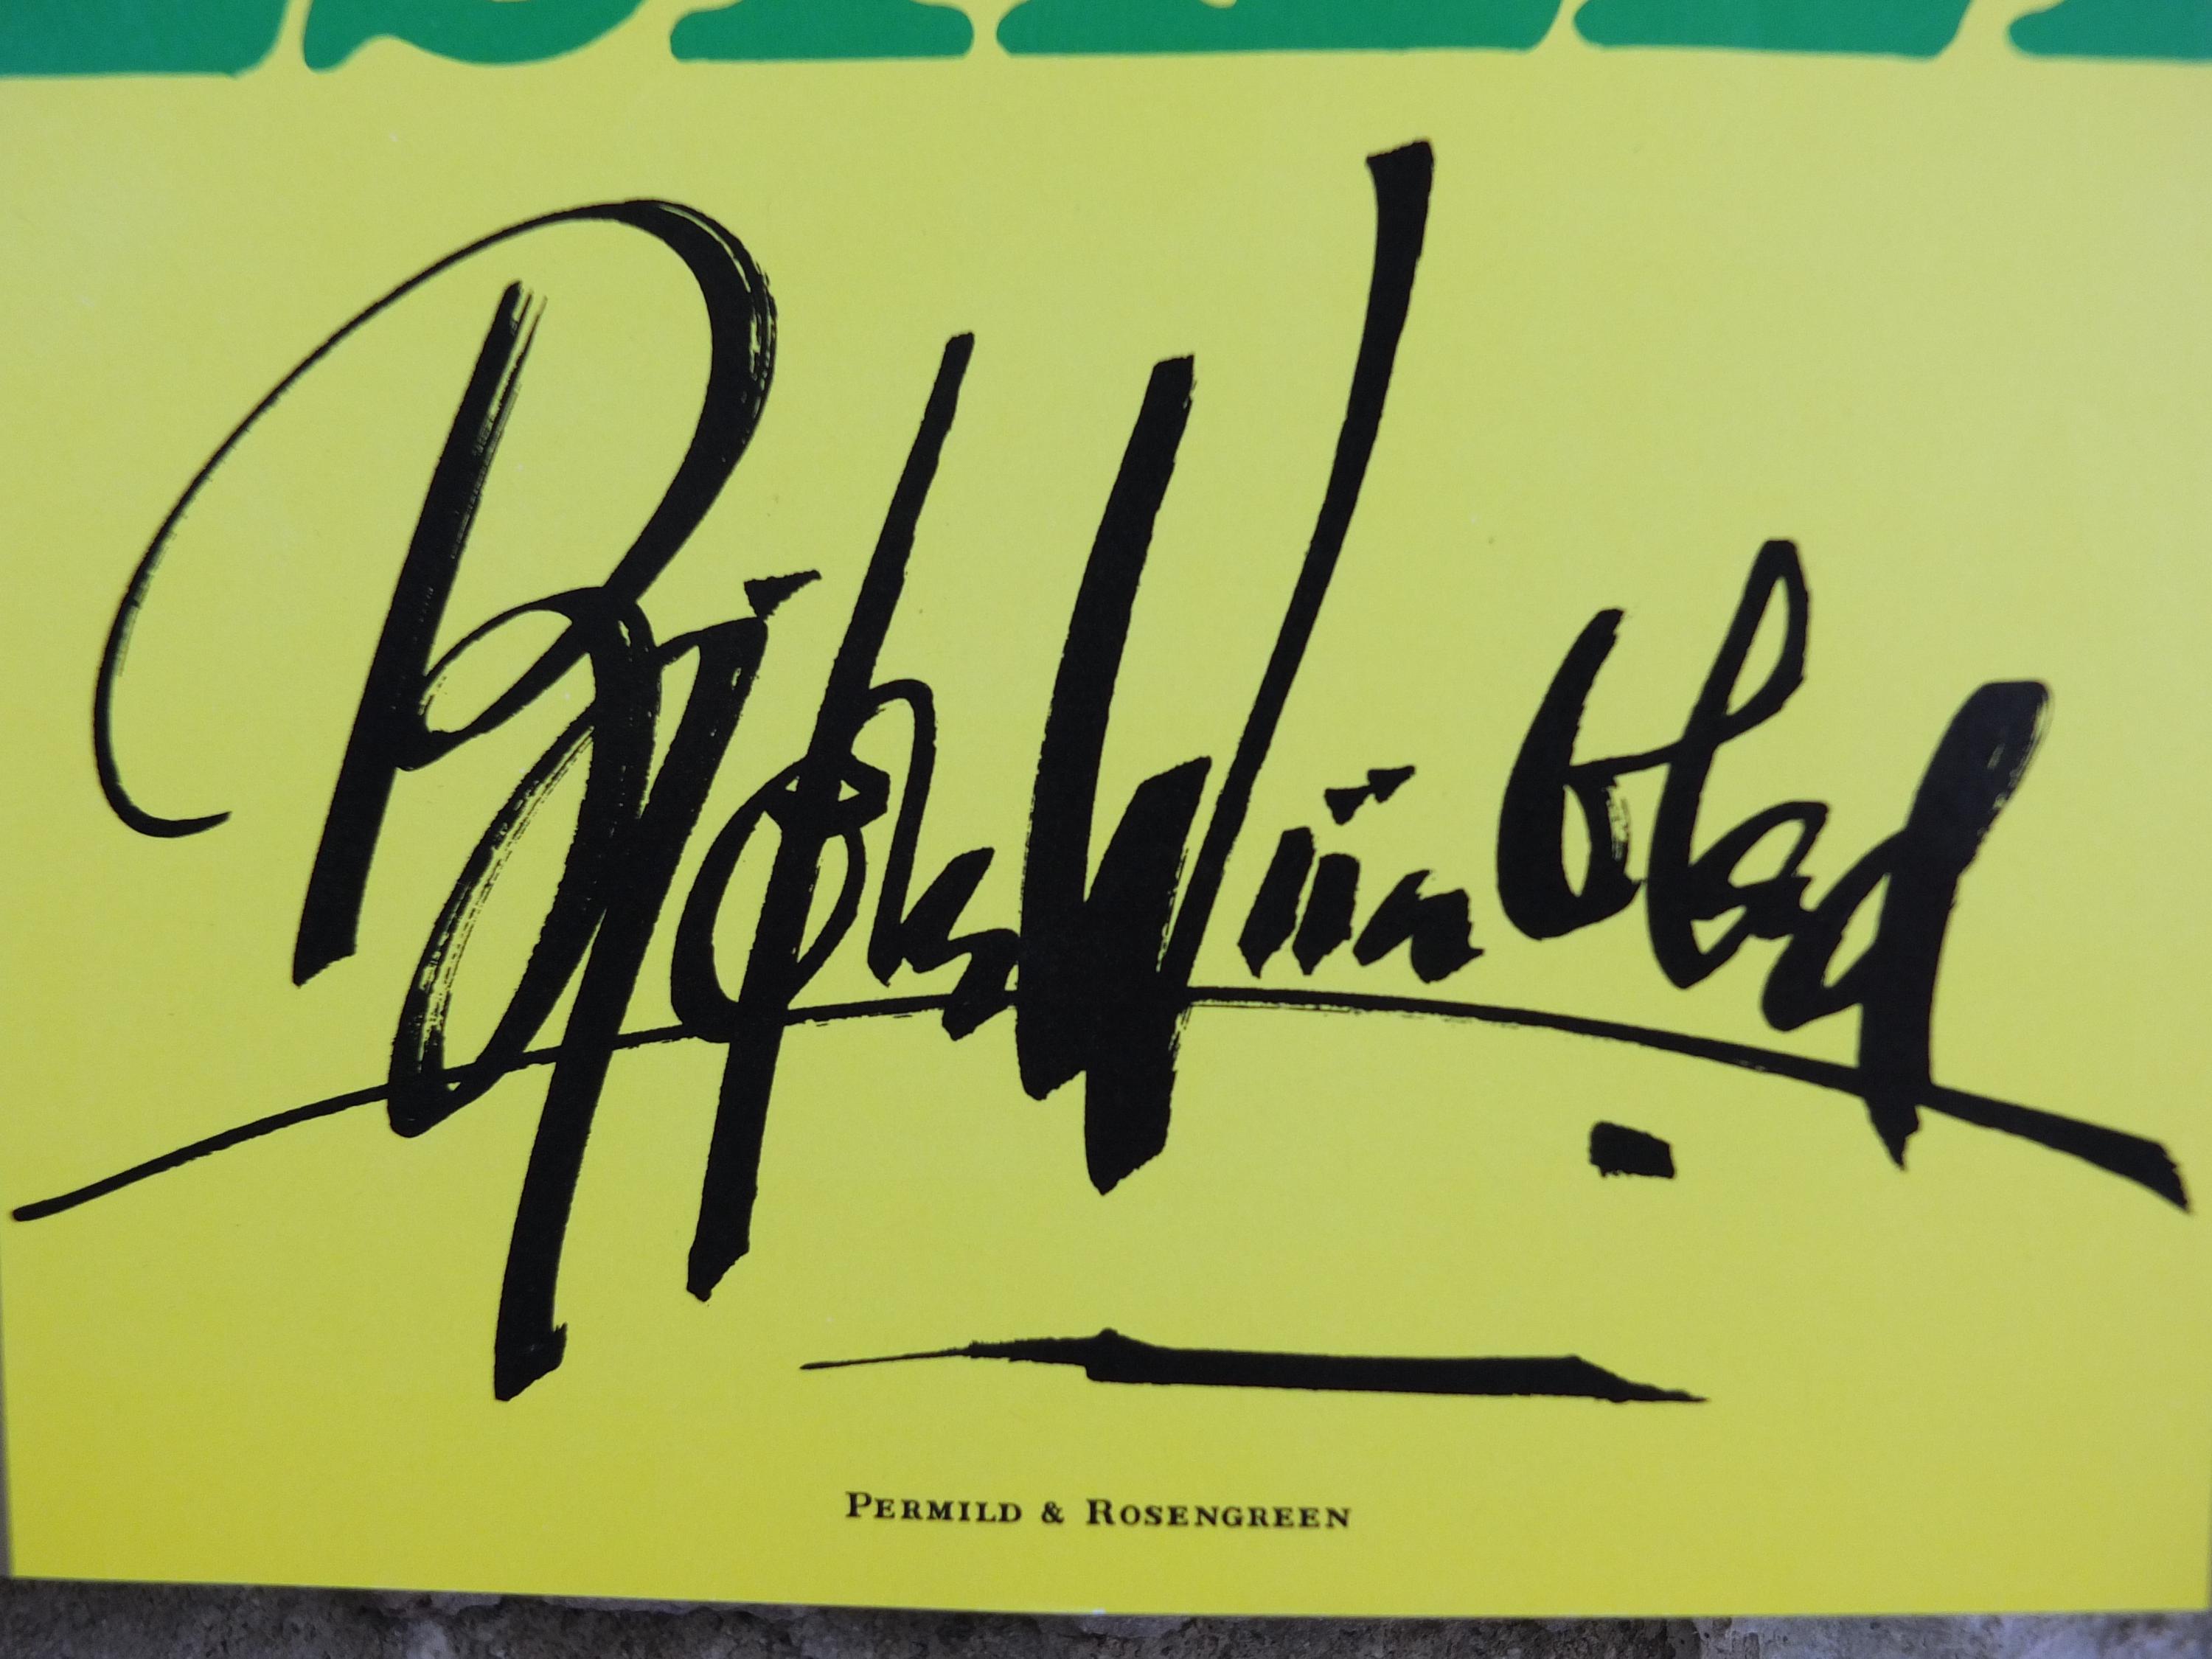 Bjørn Wiinblad
PERMILD & ROSENGREEN